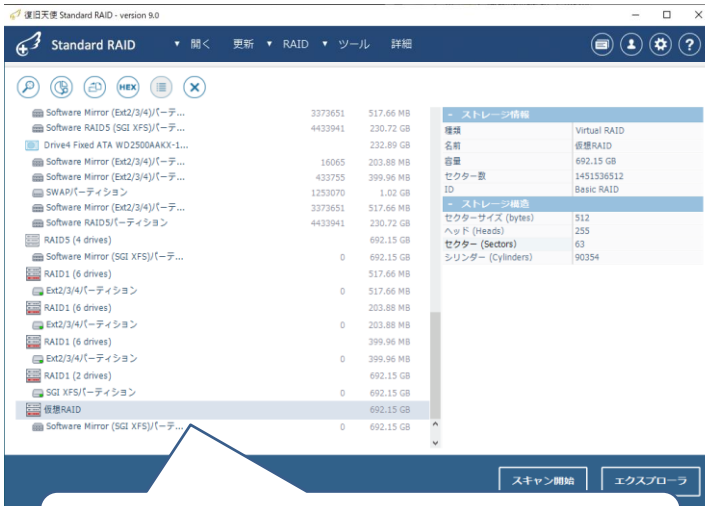 復旧天使 Standard RAID - version 9.0
Standard RAID ▼ 開く 更新 ▼ RAID ▼ ツール 詳細
HEX
Software Mirror (Ext2/3/4)パーテ... 3373651 517.66 MB
Software RAID5 (SGI XFS)/パーテ... 4433941 230.72 GB
Drive4 Fixed ATA WD2500AAKX-1... 232.89 GB
Software Mirror (Ext2/3/4)パーテ... 16065 203.88 MB
Software Mirror (Ext2/3/4)パーテ... 433755 399.96 MB
SWAPパーティション 1253070 1.02 GB
Software Mirror (Ext2/3/4)パーテ... 3373651 517.66 MB
Software RAID5パーティション 4433941 230.72 GB
RAID5 (4 drives) 692.15 GB
Software Mirror (SGI XFS)パーテ... 0 692.15 GB
RAID1 (6 drives) 517.66 MB
Ext2/3/4パーティション 0 517.66 MB
RAID1 (6 drives) 203.88 MB
Ext2/3/4パーティション 0 203.88 MB
RAID1 (6 drives) 399.96 MB
Ext2/3/4パーティション 0 399.96 MB
RAID1 (2 drives) 692.15 GB
SGI XFSパーティション 0 692.15 GB
仮想RAID 692.15 GB
Software Mirror (SGI XFS)パーテ... 0 692.15 GB
- ストレージ情報
種類 Virtual RAID
名前 仮想RAID
容量 692.15 GB
セクター数 1451536512
ID Basic RAID
- ストレージ構造
セクターサイズ (bytes) 512
ヘッド (Heads) 255
セクター (Sectors) 63
シリンダー (Cylinders) 90354
スキャン開始 エクスプローラ